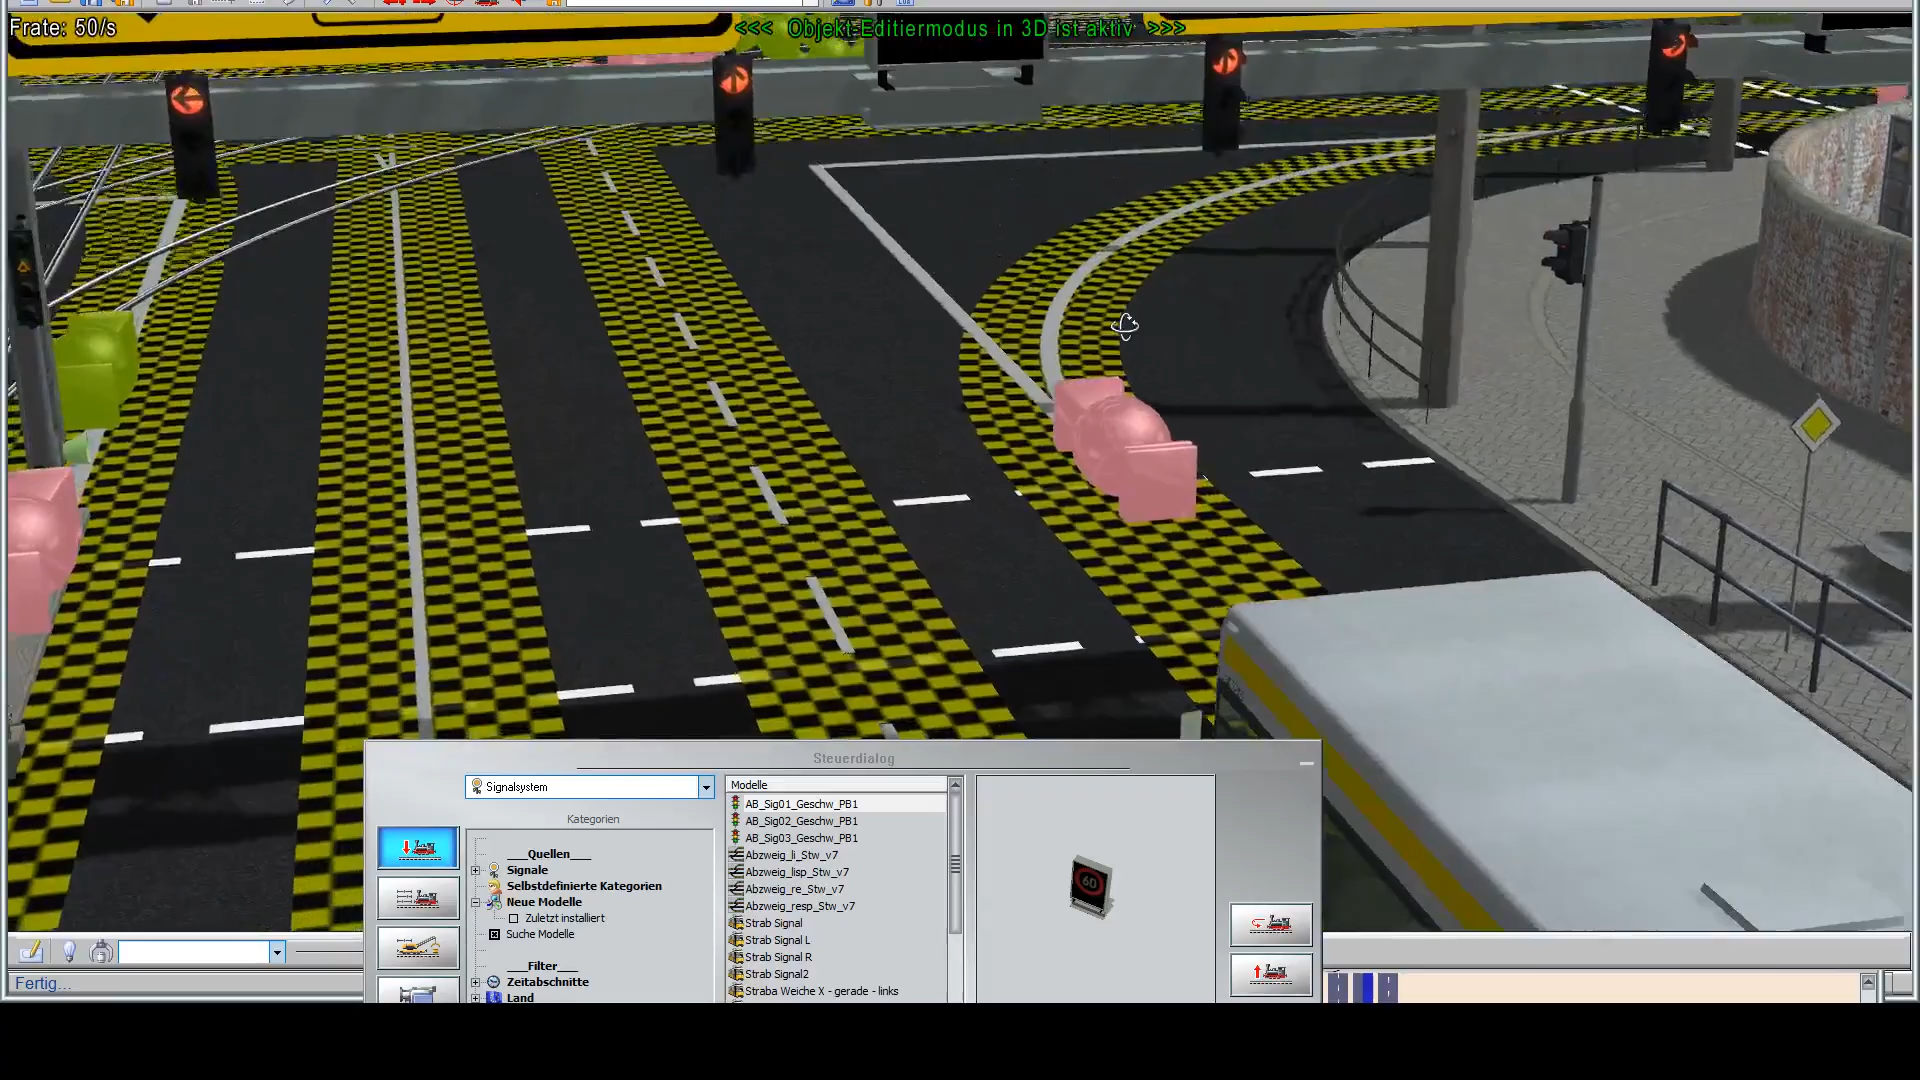 Frate: 50/s
<<< Objekt-Editiermodus in 3D ist aktiv >>>
Steuerdialog
Signalsystem
Kategorien
___Quellen___
Signale
Selbstdefinierte Kategorien
Neue Modelle
Zuletzt installiert
Suche Modelle
___Filter___
Zeitabschnitte
Land
Modelle
AB_Sig01_Geschw_PB1
AB_Sig02_Geschw_PB1
AB_Sig03_Geschw_PB1
Abzweig_li_Stw_v7
Abzweig_lisp_Stw_v7
Abzweig_re_Stw_v7
Abzweig_resp_Stw_v7
Strab Signal
Strab Signal L
Strab Signal R
Strab Signal2
Straba Weiche X - gerade - links
60
Fertig...